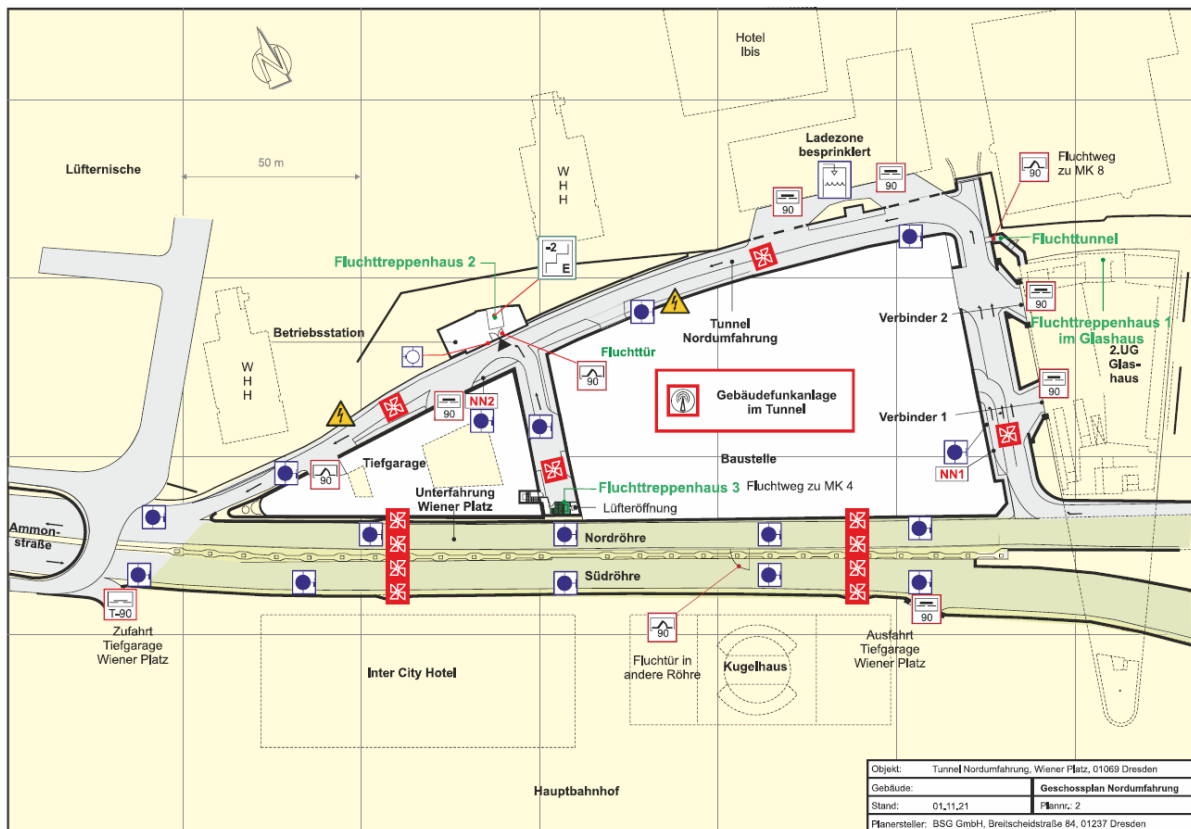 Hotel
Ibis
Lüfternische
50 m
W
H
H
Ladezone
besprinklert
90
90
90
Fluchtweg
zu MK 8
-2
E
Fluchttreppenhaus 2
Fluchttunnel
Betriebsstation
Tunnel
Nordumfahrung
Verbinder 2
90
Fluchttreppenhaus 1
im Glashaus
2.UG
Glas-
haus
Fluchttür
90
W
H
H
NN2
90
Gebäudefunkanlage
im Tunnel
90
Verbinder 1
Tiefgarage
90
Baustelle
NN1
Unterfahrung
Wiener Platz
Fluchttreppenhaus 3
Fluchtweg zu MK 4
Lüfteröffnung
Ammon-
straße
Nordröhre
Südröhre
T-90
90
90
Zufahrt
Tiefgarage
Wiener Platz
Inter City Hotel
Fluchtür in
andere Röhre
Kugelhaus
Ausfahrt
Tiefgarage
Wiener Platz
Hauptbahnhof
Objekt: Tunnel Nordumfahrung, Wiener Platz, 01069 Dresden
Gebäude: Geschossplan Nordumfahrung
Stand: 01.11.21 Plannr.: 2
Planersteller: BSG GmbH, Breitscheidstraße 84, 01237 Dresden